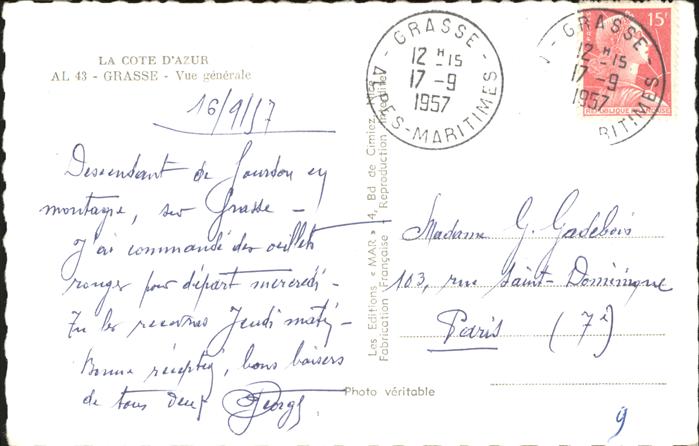 LA COTE D'AZUR
AL 43 - GRASSE - Vue générale
16/9/57
Descendant de Gourdon en
montagne, sur Grasse -
J'ai commandé des œillets
rouges pour départ mercredi -
Tu les recevras Jeudi matin -
Bonne réception, bons baisers
de tous deux Georges
Les Editions « MAR » 4, Bd de Cimiez, Nice
Fabrication Française - Reproduction interdite
Photo véritable
GRASSE
12 H 15
17 - 9
1957
ALPES-MARITIMES
GRASSE
12 H 15
17 - 9
1957
RITIMES
15F
REPUBLIQUE FRANÇAISE
Madame G. Gadebois
103, rue Saint-Dominique
Paris (7e)
9